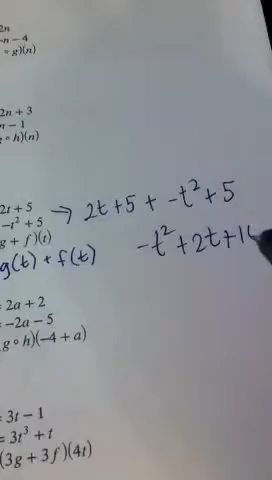 2n
-n - 4
∘ g)(n)
2n + 3
n - 1
g ∘ h)(n)
2t + 5 → 2t+5 + -t²+5
-t² + 5
g + f)(t)
g(t) + f(t) -t²+2t+1
= 2a + 2
= -2a - 5
g ∘ h)(-4 + a)
= 3t - 1
= 3t³ + t
(3g + 3f)(4t)